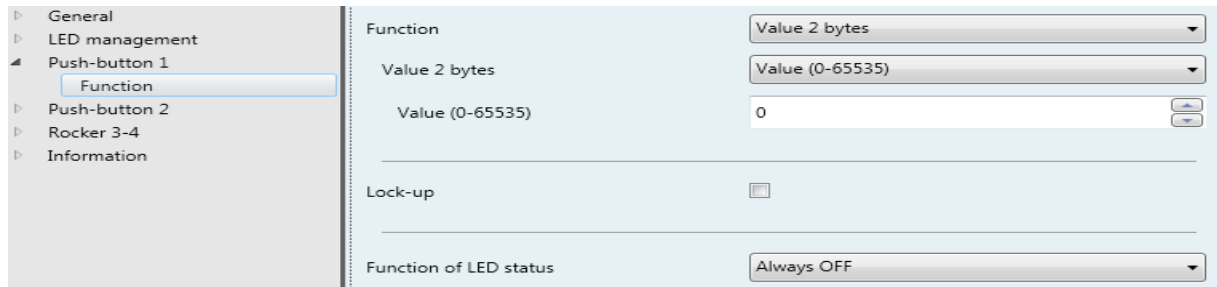 General
LED management
Push-button 1
Function
Push-button 2
Rocker 3-4
Information
Function Value 2 bytes
Value 2 bytes Value (0-65535)
Value (0-65535) 0
Lock-up
Function of LED status Always OFF